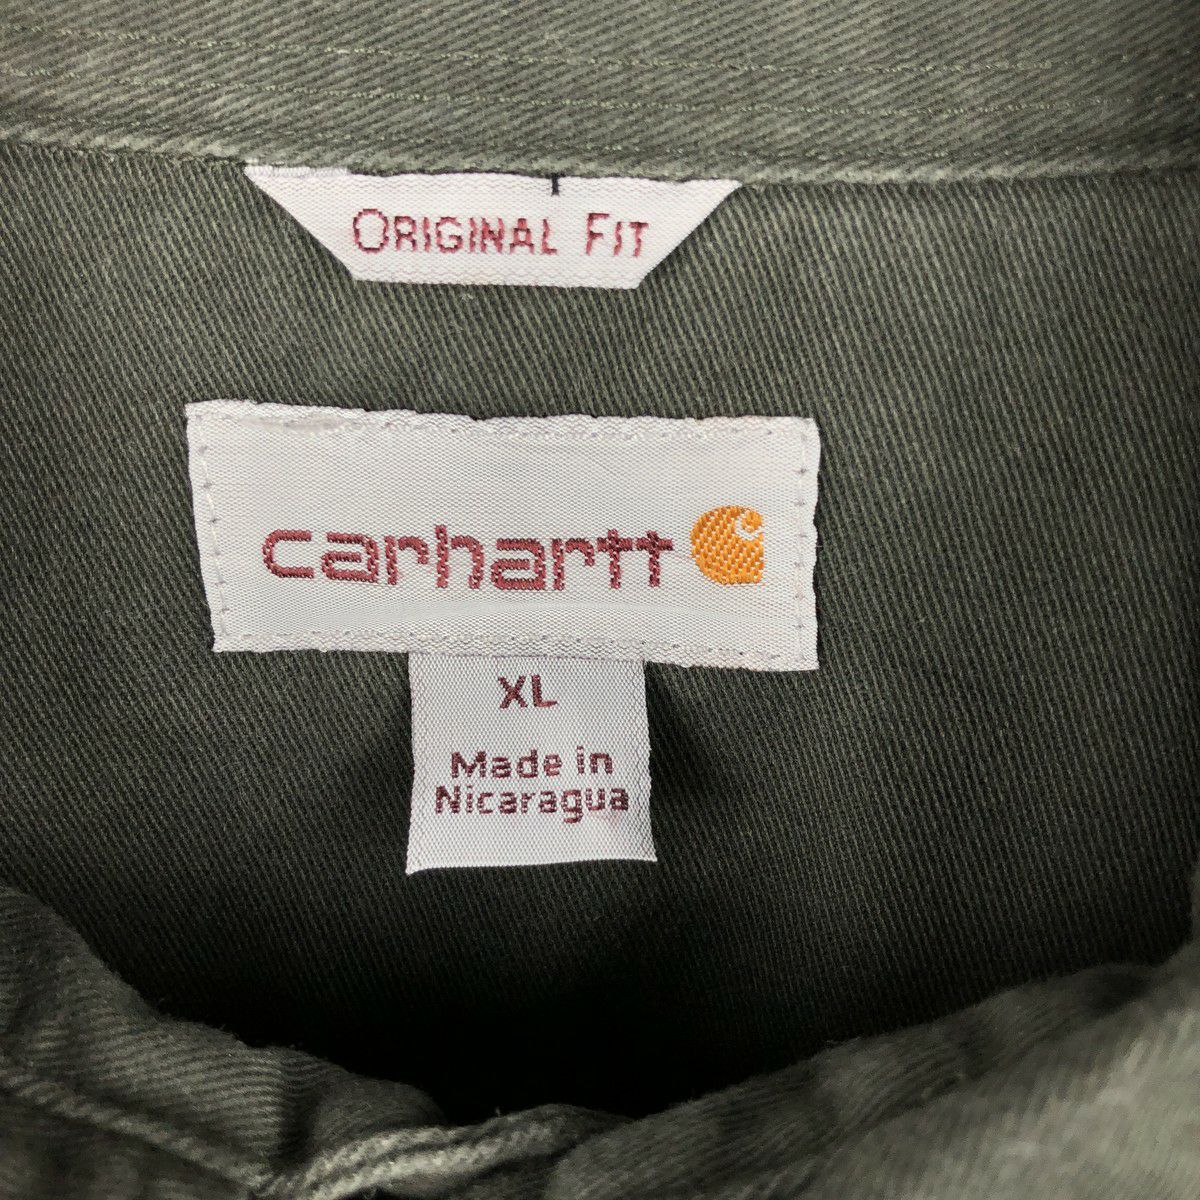 ORIGINAL FIT
carhartt
XL
Made in
Nicaragua